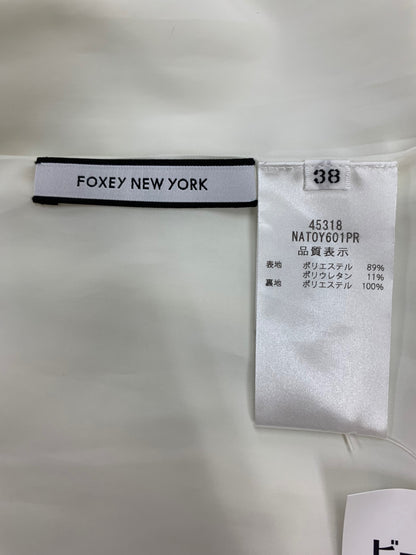 FOXEY NEW YORK
38
45318
NATOY601PR
品質表示
表地 ポリエステル 89%
ポリウレタン 11%
裏地 ポリエステル 100%